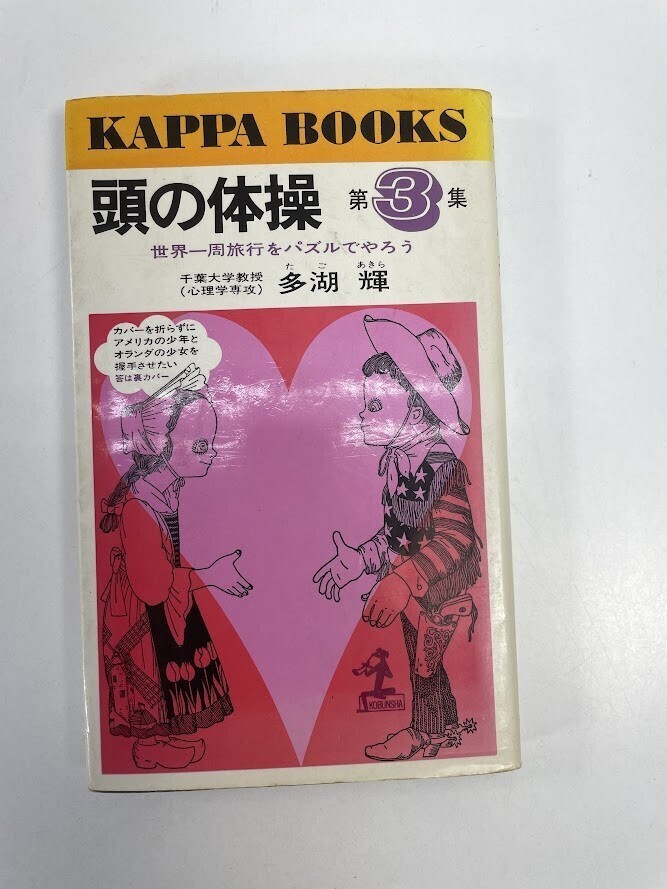 KAPPA BOOKS
頭の体操 第3集
世界一周旅行をパズルでやろう
千葉大学教授
(心理学専攻)
たご あきら
多湖 輝
カバーを折らずに
アメリカの少年と
オランダの少女を
握手させたい
答は裏カバー
KOBUNSHA